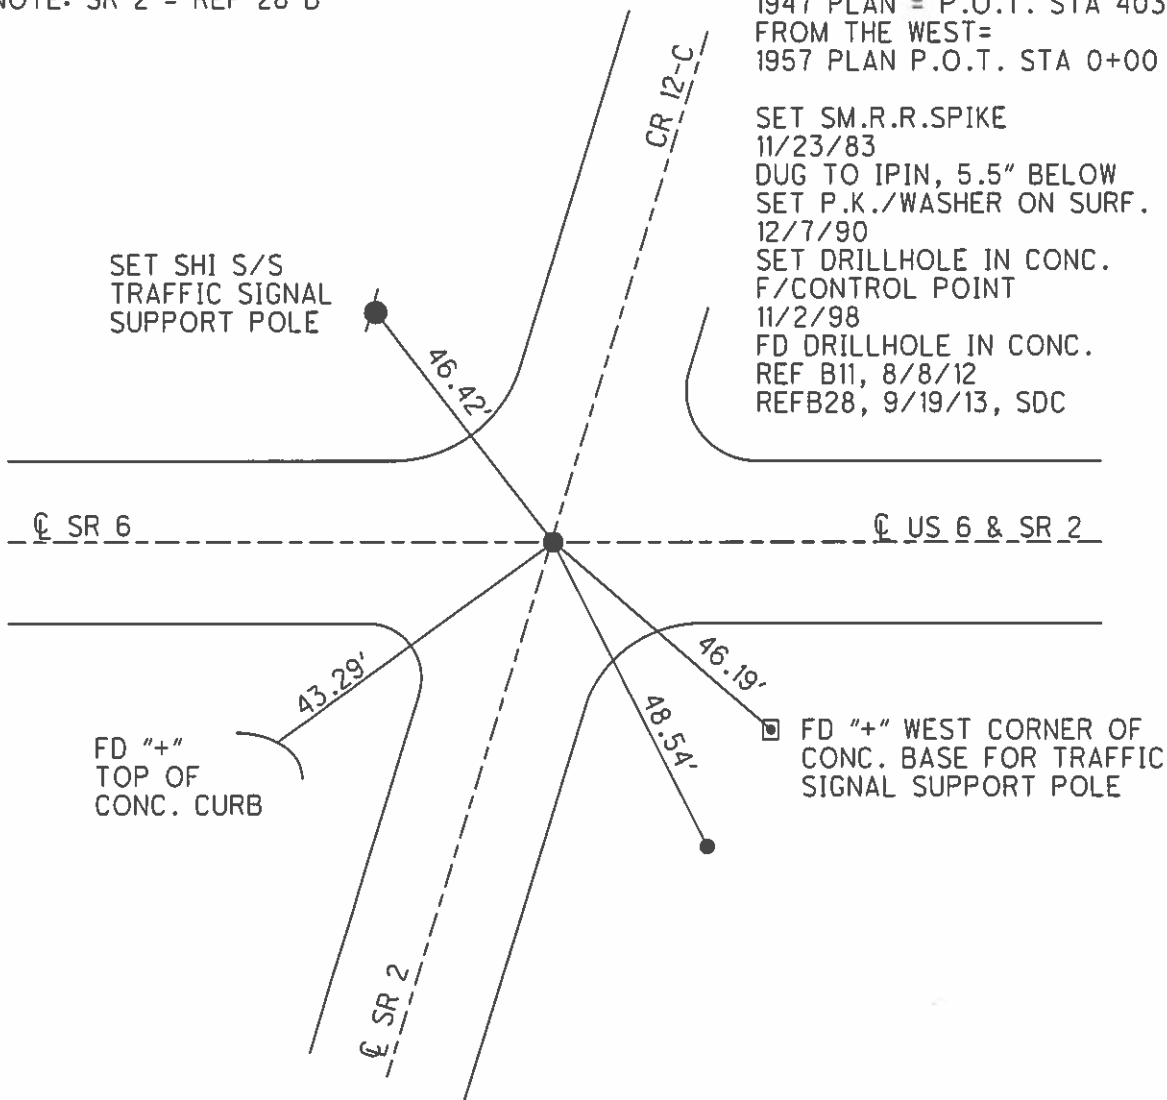 NOTE: SR 2 = REF 28 B
1947 PLAN = P.O.T. STA 403
FROM THE WEST=
1957 PLAN P.O.T. STA 0+00
SET SM.R.R.SPIKE
11/23/83
DUG TO IPIN, 5.5" BELOW
SET P.K./WASHER ON SURF.
12/7/90
SET DRILLHOLE IN CONC.
F/CONTROL POINT
11/2/98
FD DRILLHOLE IN CONC.
REF B11, 8/8/12
REFB28, 9/19/13, SDC
CR 12-C
SET SHI S/S
TRAFFIC SIGNAL
SUPPORT POLE
46.42'
℄ SR 6
℄ US 6 & SR 2
43.29'
46.19'
48.54'
FD "+"
TOP OF
CONC. CURB
FD "+" WEST CORNER OF
CONC. BASE FOR TRAFFIC
SIGNAL SUPPORT POLE
℄ SR 2